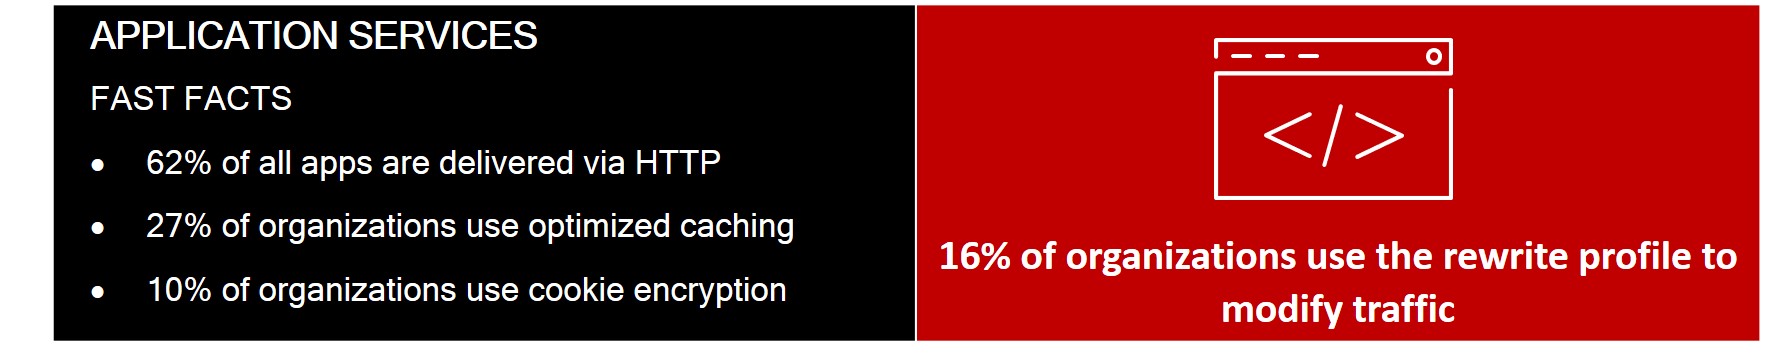 APPLICATION SERVICES
FAST FACTS
• 62% of all apps are delivered via HTTP
• 27% of organizations use optimized caching
• 10% of organizations use cookie encryption
</>
16% of organizations use the rewrite profile to
modify traffic